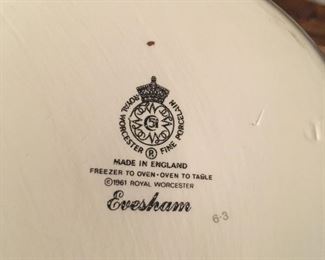 ROYAL WORCESTER FINE PORCELAIN
51
®
MADE IN ENGLAND
FREEZER TO OVEN · OVEN TO TABLE
©1961 ROYAL WORCESTER
Evesham
6-3